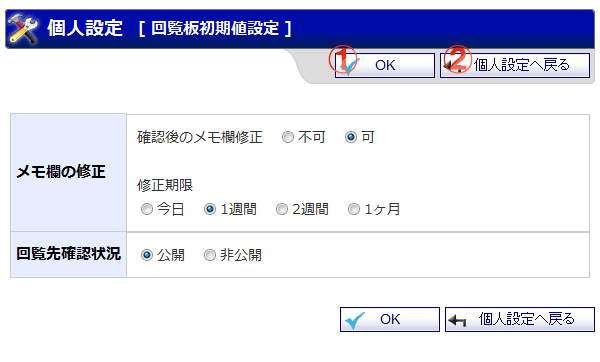 個人設定 [ 回覧板初期値設定 ]
① OK ② 個人設定へ戻る
確認後のメモ欄修正 不可 可
メモ欄の修正
修正期限
今日 1週間 2週間 1ヶ月
回覧先確認状況 公開 非公開
OK 個人設定へ戻る